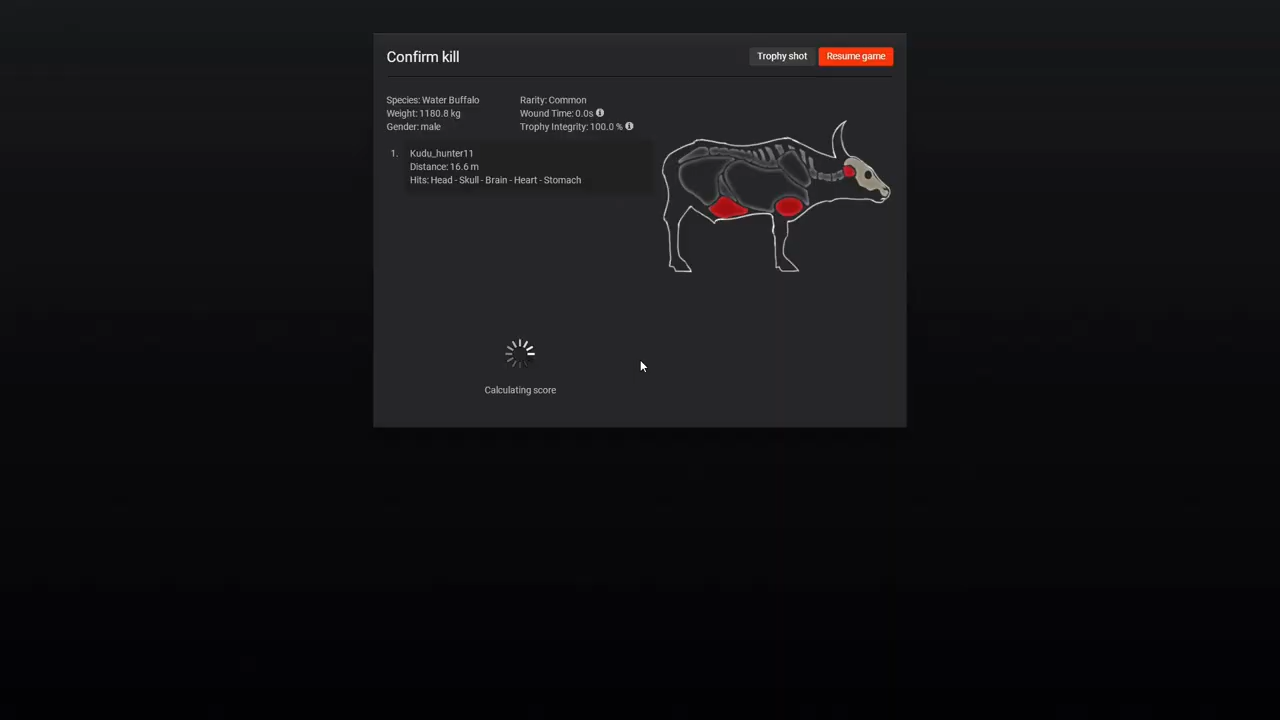 Confirm kill
Trophy shot
Resume game
Species: Water Buffalo
Rarity: Common
Weight: 1180.8 kg
Wound Time: 0.0s
Gender: male
Trophy Integrity: 100.0 %
1. Kudu_hunter11
Distance: 16.6 m
Hits: Head - Skull - Brain - Heart - Stomach
Calculating score